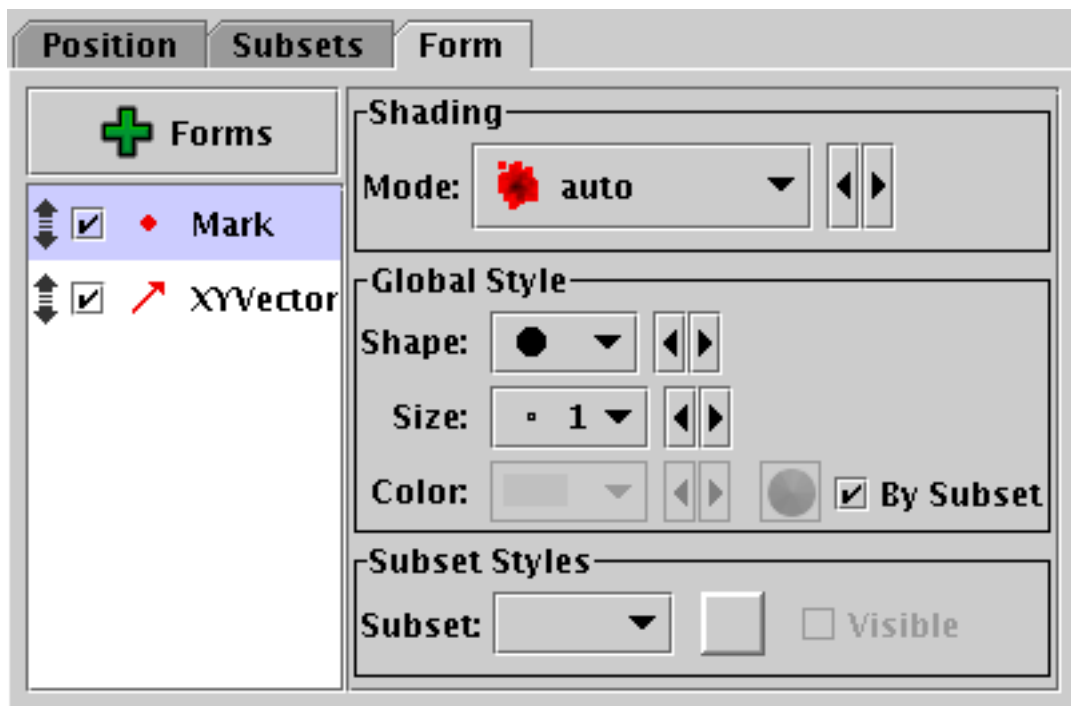 Position Subsets Form
Forms
Mark
XYVector
Shading
Mode: auto
Global Style
Shape:
Size: 1
Color: By Subset
Subset Styles
Subset: Visible